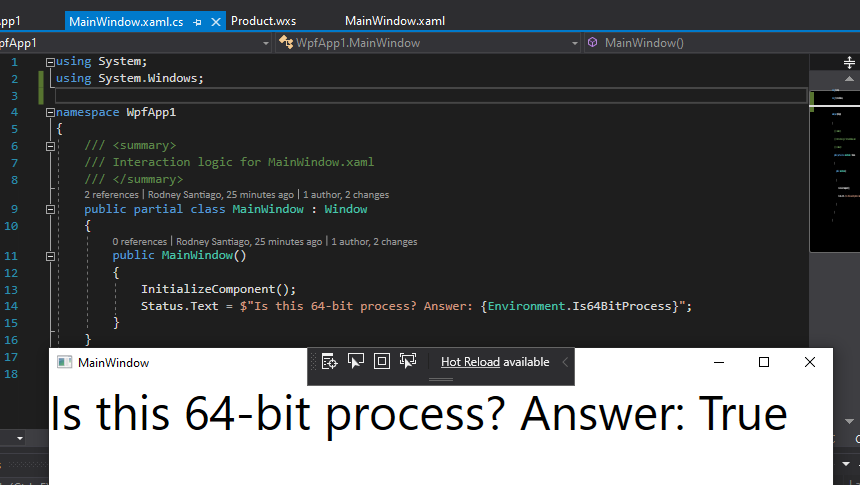 pp1
MainWindow.xaml.cs
Product.wxs
MainWindow.xaml
pfApp1
WpfApp1.MainWindow
MainWindow()
1 using System;
2 using System.Windows;
3
4 namespace WpfApp1
5 {
6 /// <summary>
7 /// Interaction logic for MainWindow.xaml
8 /// </summary>
2 references | Rodney Santiago, 25 minutes ago | 1 author, 2 changes
9 public partial class MainWindow : Window
10 {
0 references | Rodney Santiago, 25 minutes ago | 1 author, 2 changes
11 public MainWindow()
12 {
13 InitializeComponent();
14 Status.Text = $"Is this 64-bit process? Answer: {Environment.Is64BitProcess}";
15 }
16 }
17
18
MainWindow
Hot Reload available
Is this 64-bit process? Answer: True